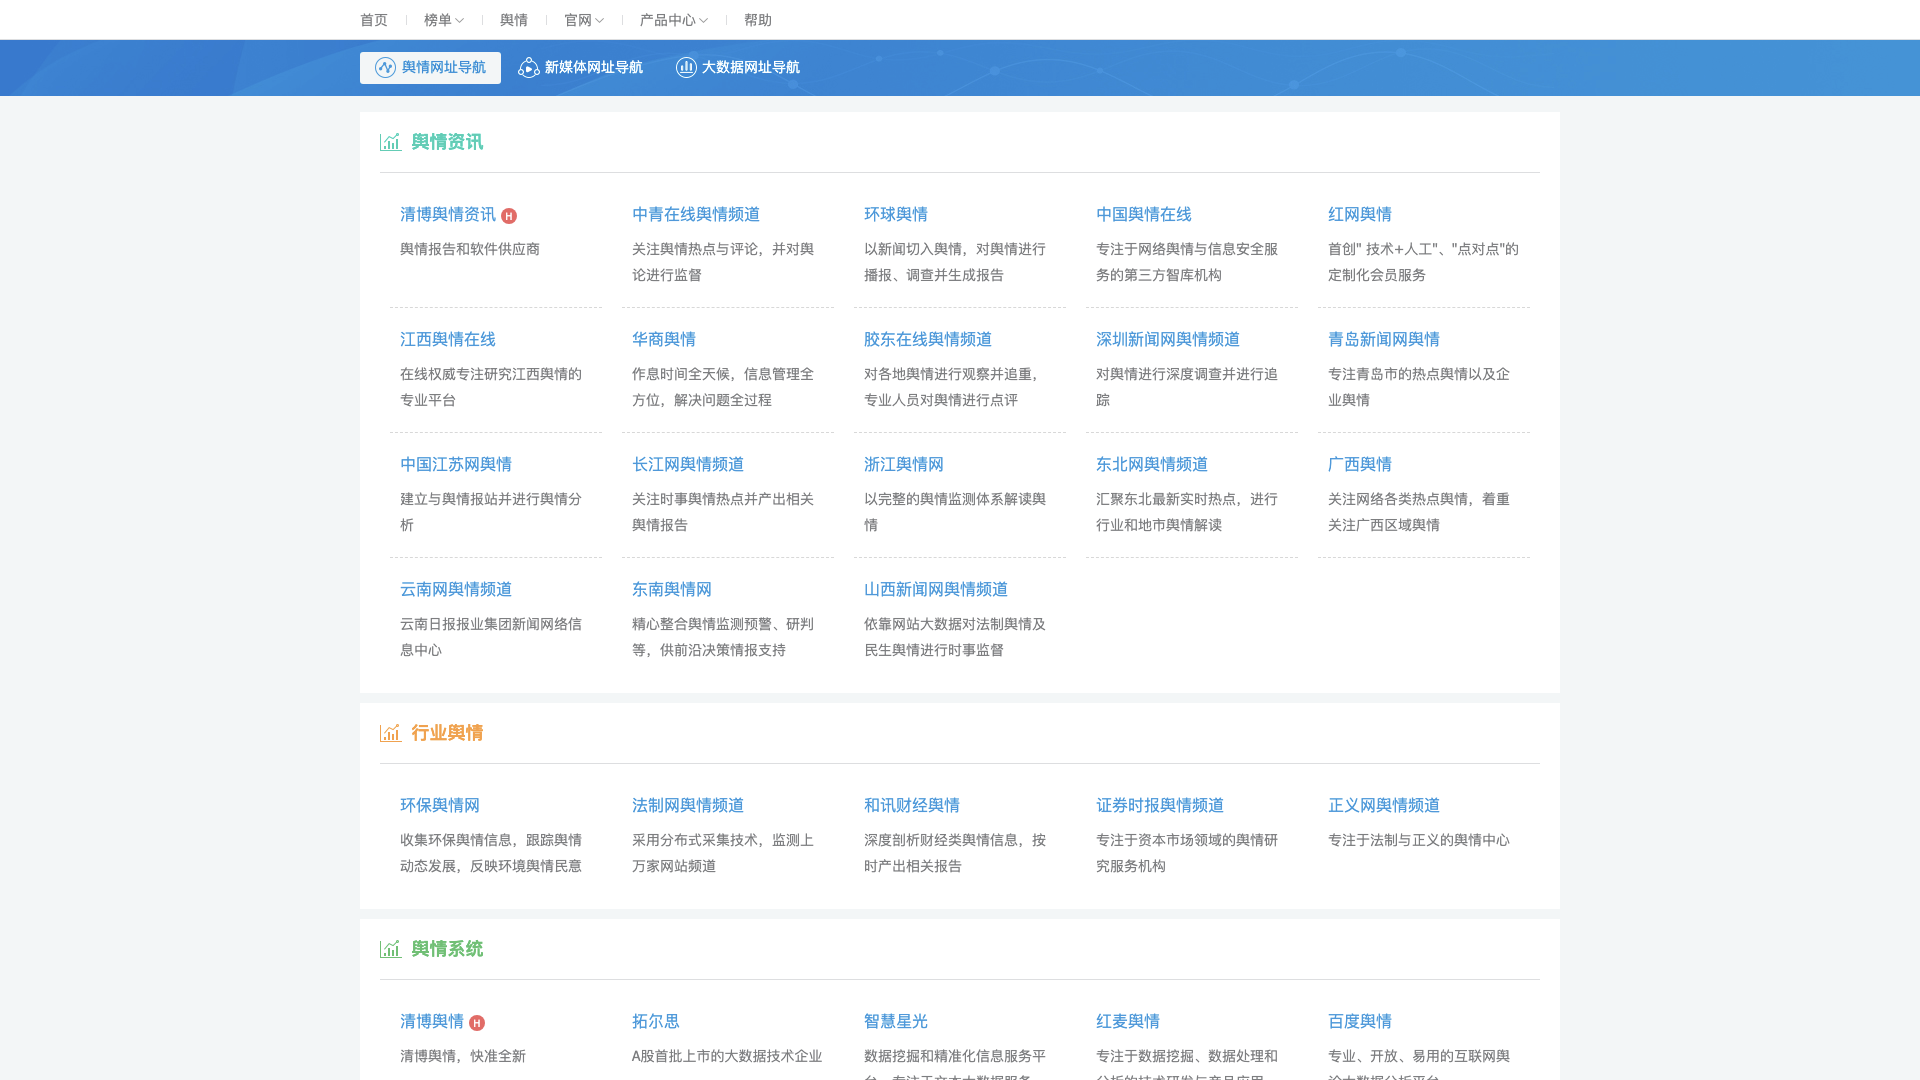 首页 榜单 舆情 官网 产品中心 帮助
舆情网址导航 新媒体网址导航 大数据网址导航
舆情资讯
清博舆情资讯 H 中青在线舆情频道 环球舆情 中国舆情在线 红网舆情
舆情报告和软件供应商 关注舆情热点与评论，并对舆 以新闻切入舆情，对舆情进行 专注于网络舆情与信息安全服 首创" 技术+人工"、"点对点"的
论进行监督 播报、调查并生成报告 务的第三方智库机构 定制化会员服务
江西舆情在线 华商舆情 胶东在线舆情频道 深圳新闻网舆情频道 青岛新闻网舆情
在线权威专注研究江西舆情的 作息时间全天候，信息管理全 对各地舆情进行观察并追重， 对舆情进行深度调查并进行追 专注青岛市的热点舆情以及企
专业平台 方位，解决问题全过程 专业人员对舆情进行点评 踪 业舆情
中国江苏网舆情 长江网舆情频道 浙江舆情网 东北网舆情频道 广西舆情
建立与舆情报站并进行舆情分 关注时事舆情热点并产出相关 以完整的舆情监测体系解读舆 汇聚东北最新实时热点，进行 关注网络各类热点舆情，着重
析 舆情报告 情 行业和地市舆情解读 关注广西区域舆情
云南网舆情频道 东南舆情网 山西新闻网舆情频道
云南日报报业集团新闻网络信 精心整合舆情监测预警、研判 依靠网站大数据对法制舆情及
息中心 等，供前沿决策情报支持 民生舆情进行时事监督
行业舆情
环保舆情网 法制网舆情频道 和讯财经舆情 证券时报舆情频道 正义网舆情频道
收集环保舆情信息，跟踪舆情 采用分布式采集技术，监测上 深度剖析财经类舆情信息，按 专注于资本市场领域的舆情研 专注于法制与正义的舆情中心
动态发展，反映环境舆情民意 万家网站频道 时产出相关报告 究服务机构
舆情系统
清博舆情 H 拓尔思 智慧星光 红麦舆情 百度舆情
清博舆情，快准全新 A股首批上市的大数据技术企业 数据挖掘和精准化信息服务平 专注于数据挖掘、数据处理和 专业、开放、易用的互联网舆
台，专注于文本大数据服务 分析的技术研发与产品应用 论大数据分析平台